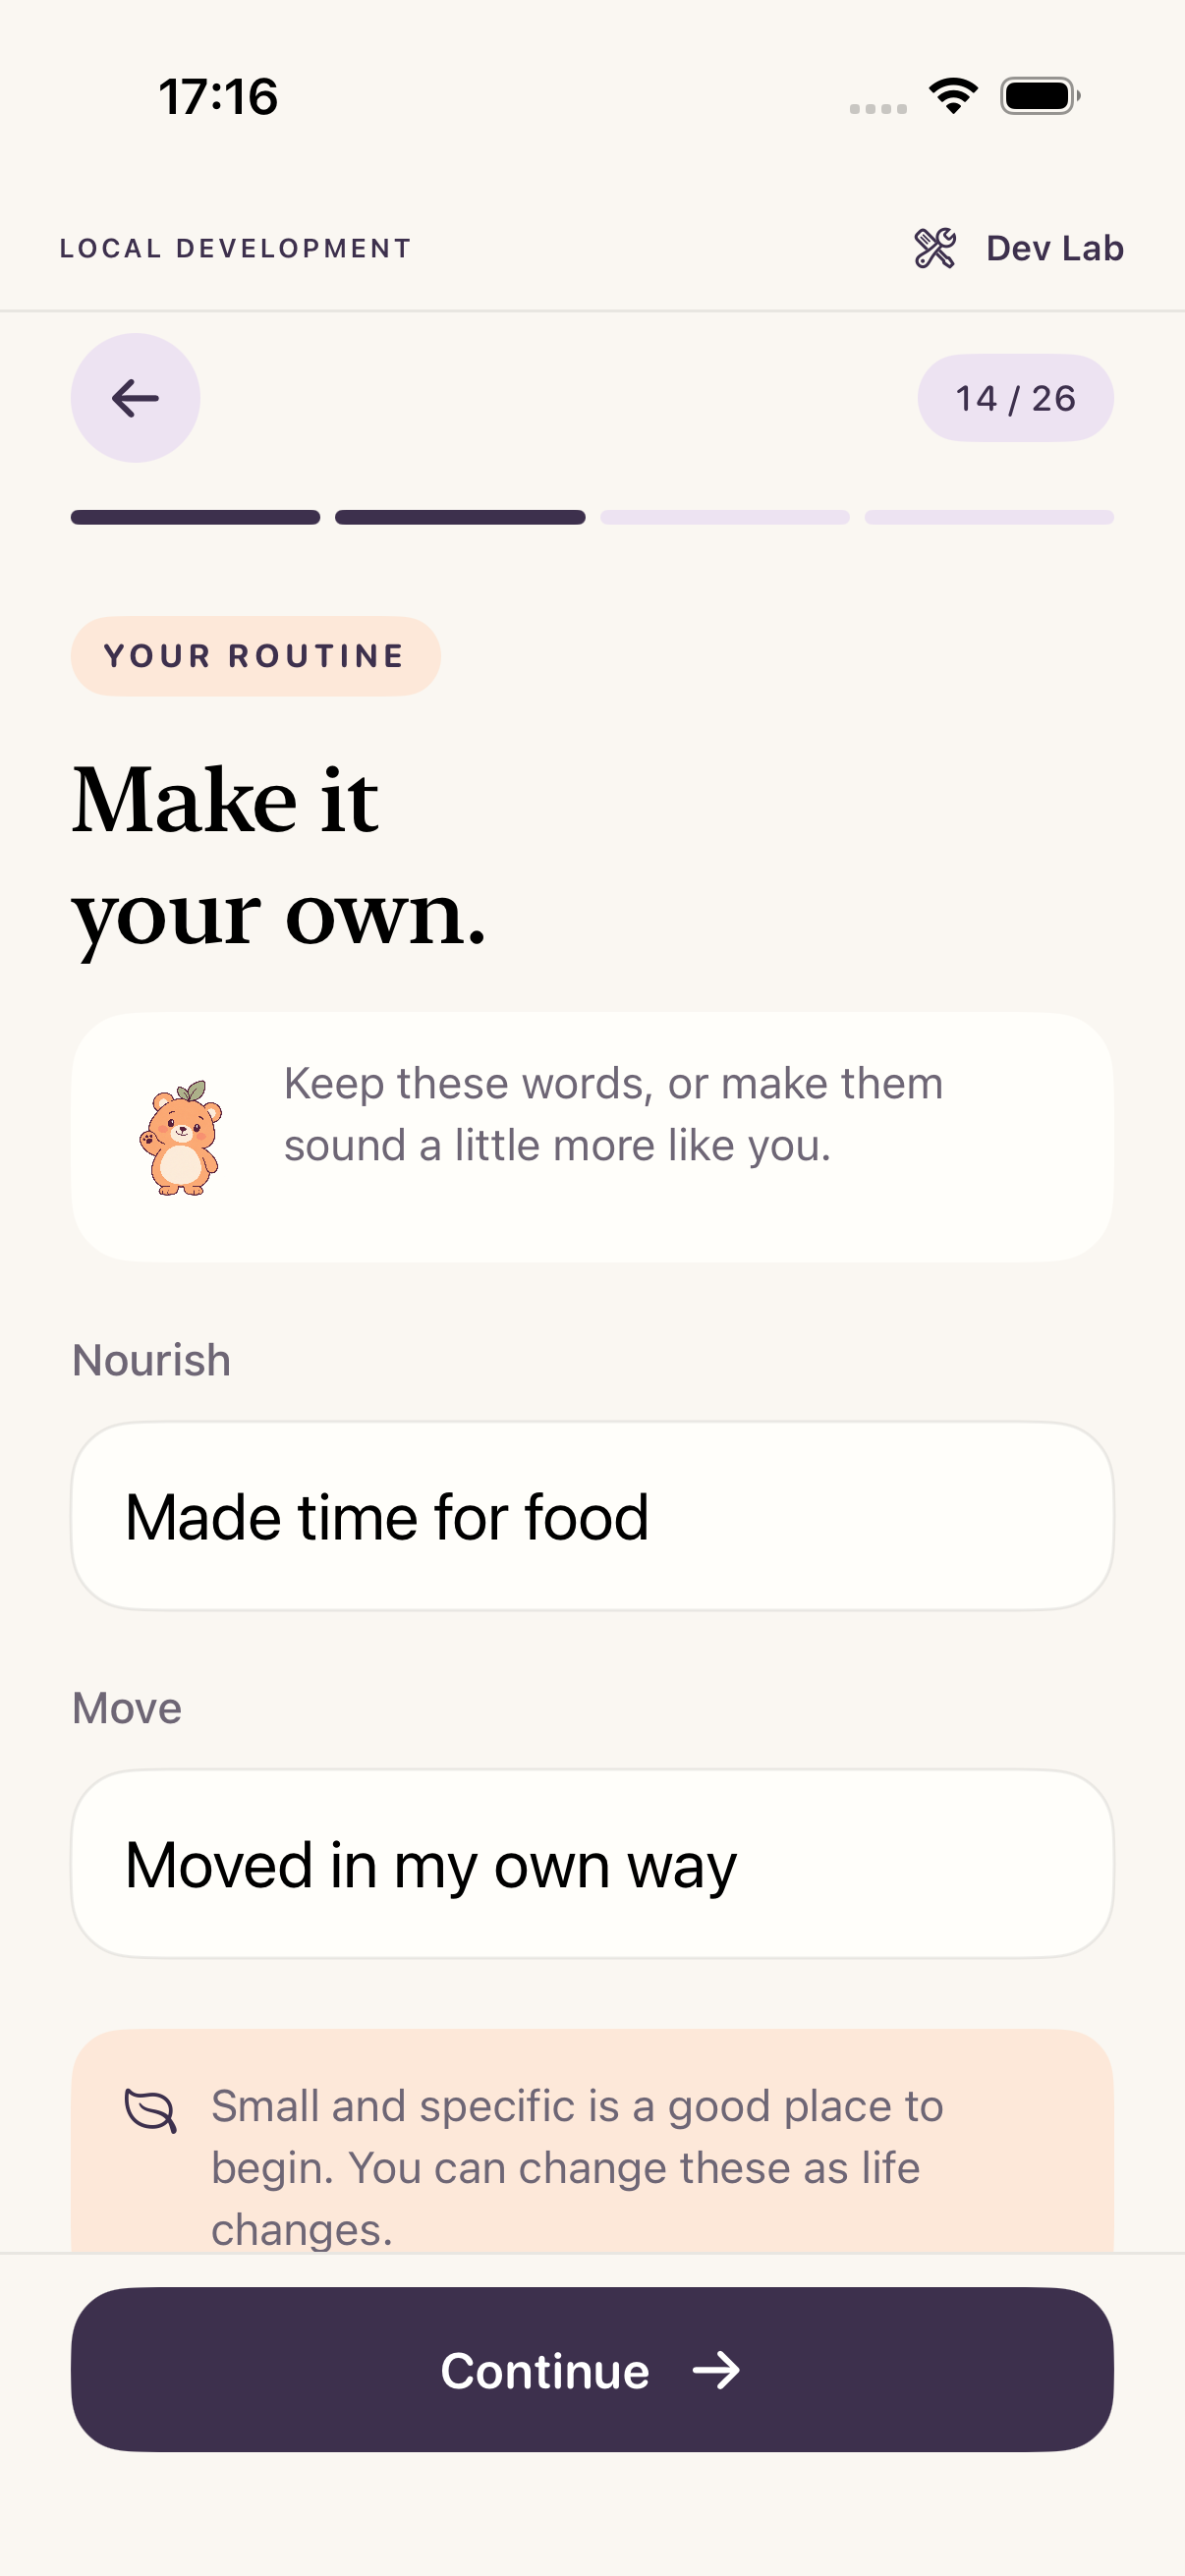 17:16
LOCAL DEVELOPMENT
Dev Lab
14 / 26
YOUR ROUTINE
Make it
your own.
Keep these words, or make them
sound a little more like you.
Nourish
Made time for food
Move
Moved in my own way
Small and specific is a good place to
begin. You can change these as life
changes.
Continue